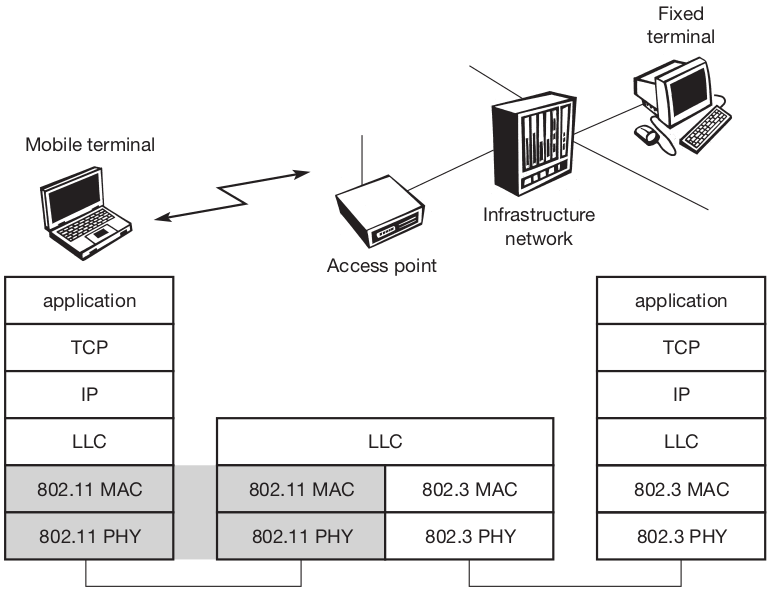 Fixed
terminal
Mobile terminal
Infrastructure
network
Access point
application
TCP
IP
LLC
802.11 MAC
802.11 PHY
LLC
802.11 MAC
802.3 MAC
802.11 PHY
802.3 PHY
application
TCP
IP
LLC
802.3 MAC
802.3 PHY